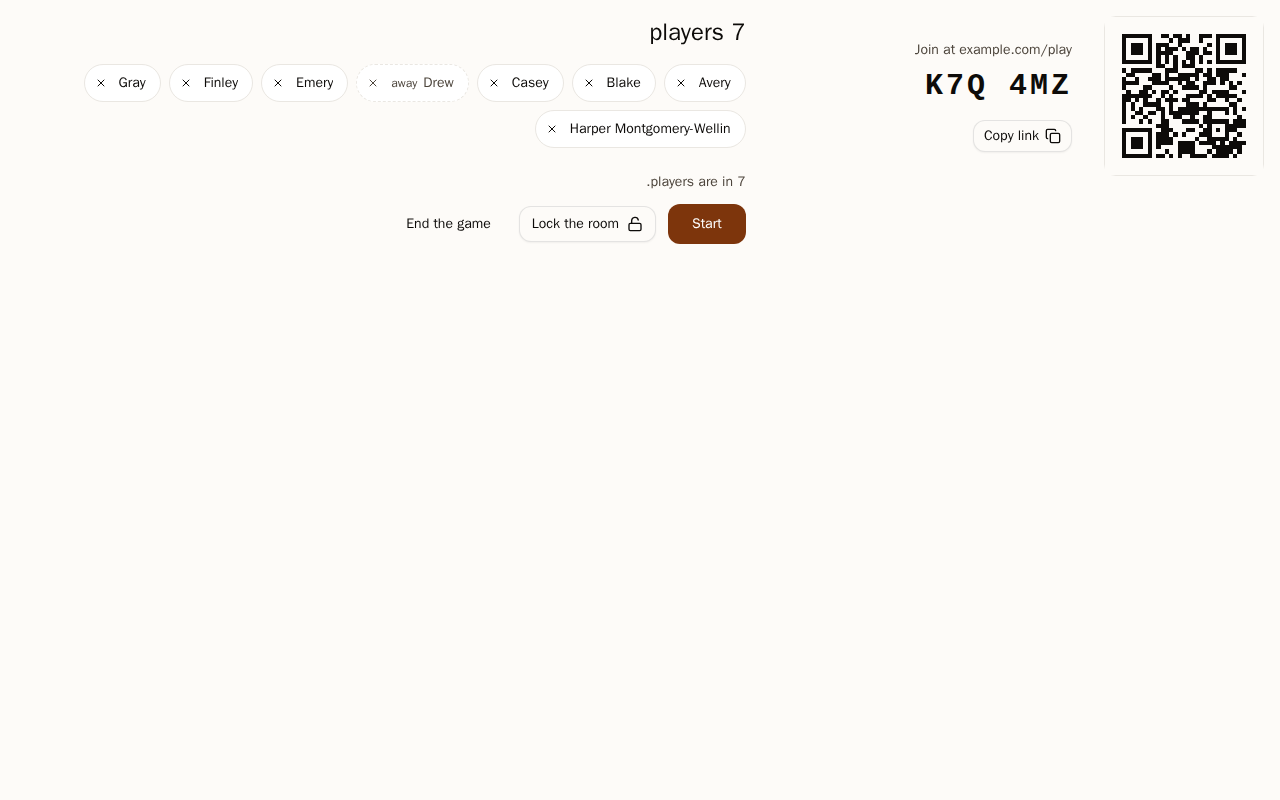 Join at example.com/play
K7Q 4MZ
Copy link
players 7
Avery
Blake
Casey
away Drew
Emery
Finley
Gray
Harper Montgomery-Wellin
.players are in 7
Start
Lock the room
End the game